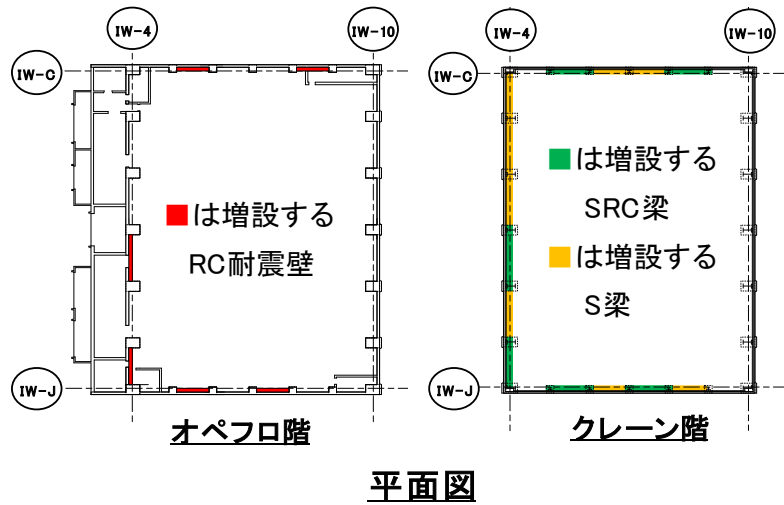 IW-4
IW-10
IW-C
■は増設する
RC耐震壁
IW-J
オペフロ階
IW-4
IW-10
IW-C
■は増設する
SRC梁
■は増設する
S梁
IW-J
クレーン階
平面図